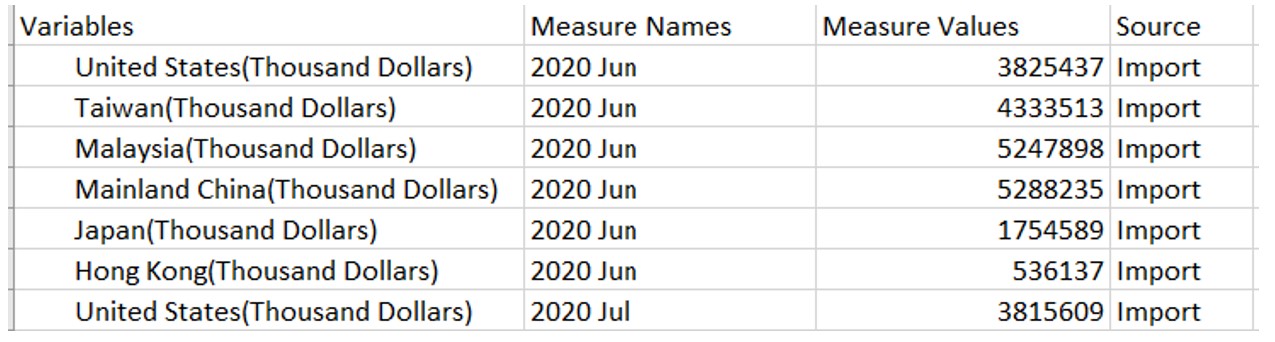 Variables Measure Names Measure Values Source
United States(Thousand Dollars) 2020 Jun 3825437 Import
Taiwan(Thousand Dollars) 2020 Jun 4333513 Import
Malaysia(Thousand Dollars) 2020 Jun 5247898 Import
Mainland China(Thousand Dollars) 2020 Jun 5288235 Import
Japan(Thousand Dollars) 2020 Jun 1754589 Import
Hong Kong(Thousand Dollars) 2020 Jun 536137 Import
United States(Thousand Dollars) 2020 Jul 3815609 Import